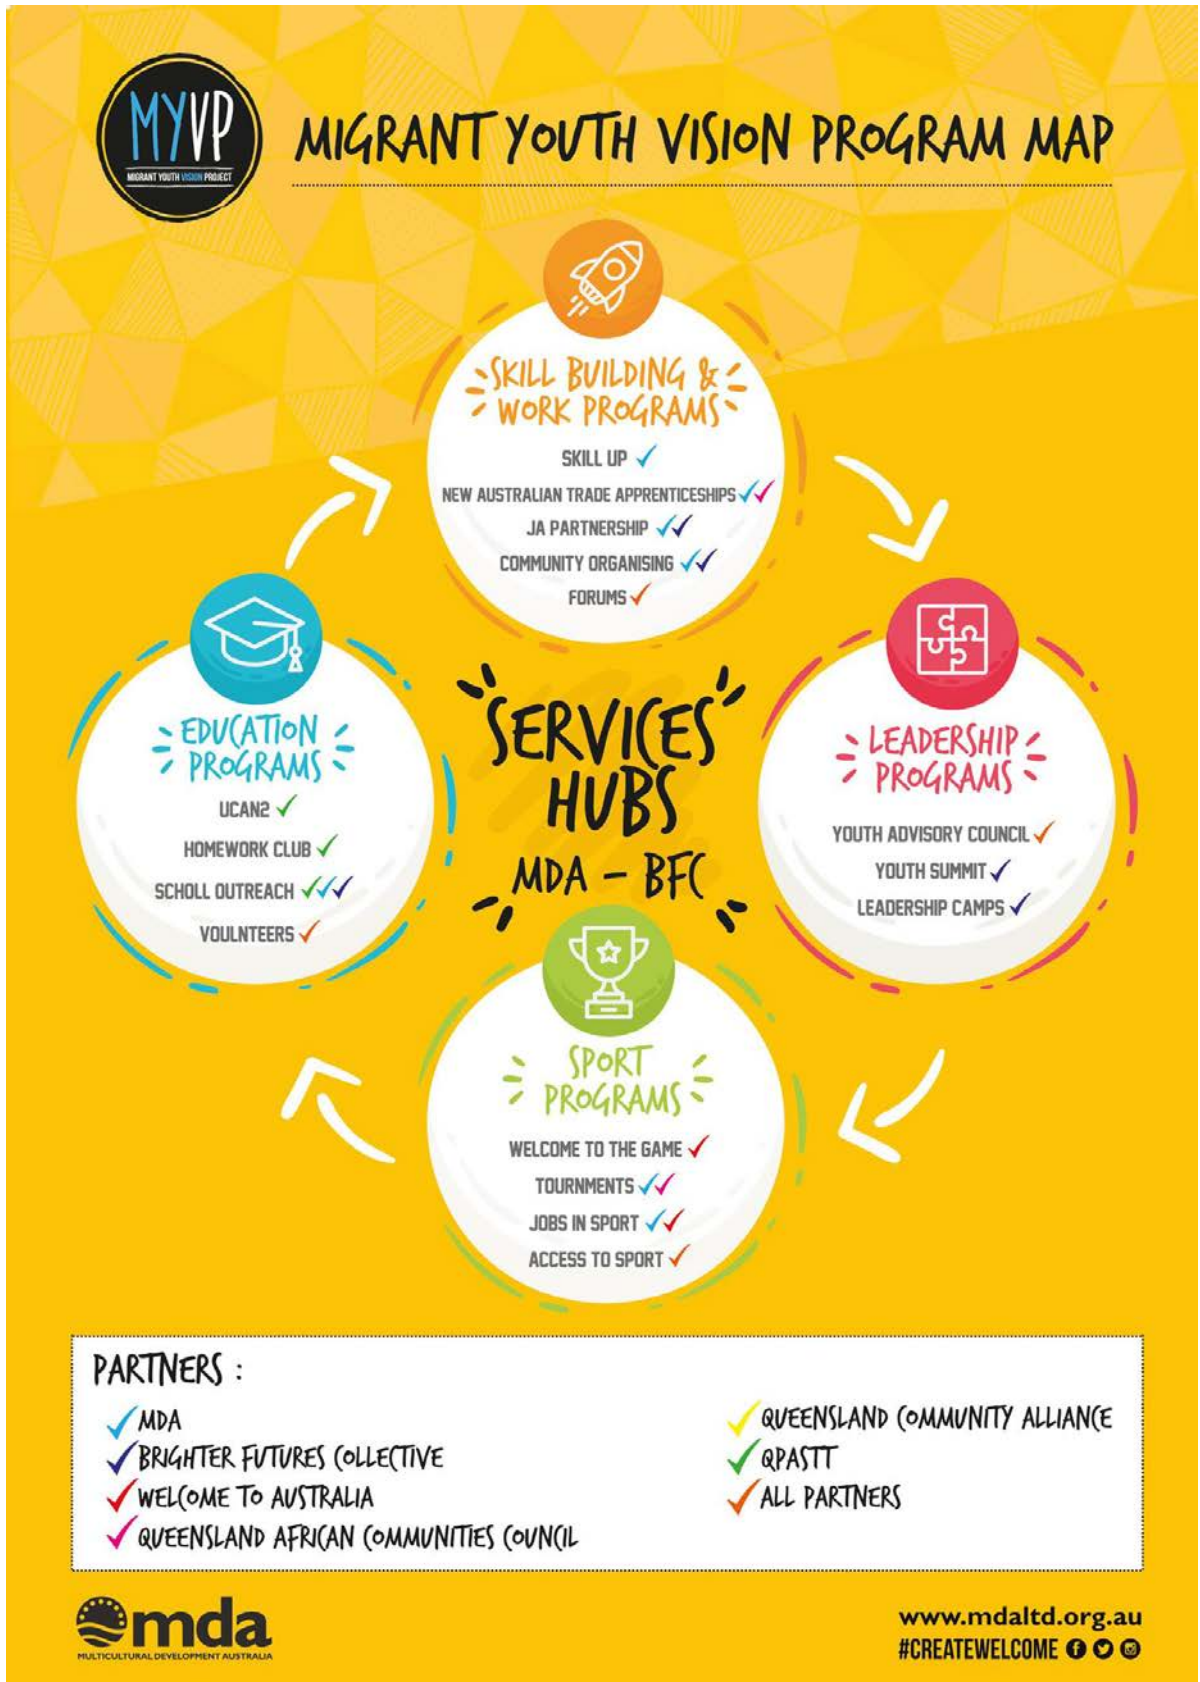 MYVP
MIGRANT YOUTH VISION PROJECT
MIGRANT YOUTH VISION PROGRAM MAP
SKILL BUILDING &
WORK PROGRAMS
SKILL UP
NEW AUSTRALIAN TRADE APPRENTICESHIPS
JA PARTNERSHIP
COMMUNITY ORGANISING
FORUMS
EDUCATION
PROGRAMS
UCAN2
HOMEWORK CLUB
SCHOLL OUTREACH
VOULNTEERS
SERVICES
HUBS
MDA - BFC
LEADERSHIP
PROGRAMS
YOUTH ADVISORY COUNCIL
YOUTH SUMMIT
LEADERSHIP CAMPS
SPORT
PROGRAMS
WELCOME TO THE GAME
TOURNMENTS
JOBS IN SPORT
ACCESS TO SPORT
PARTNERS :
MDA
BRIGHTER FUTURES COLLECTIVE
WELCOME TO AUSTRALIA
QUEENSLAND AFRICAN COMMUNITIES COUNCIL
QUEENSLAND COMMUNITY ALLIANCE
QPASTT
ALL PARTNERS
mda
MULTICULTURAL DEVELOPMENT AUSTRALIA
www.mdaltd.org.au
#CREATEWELCOME